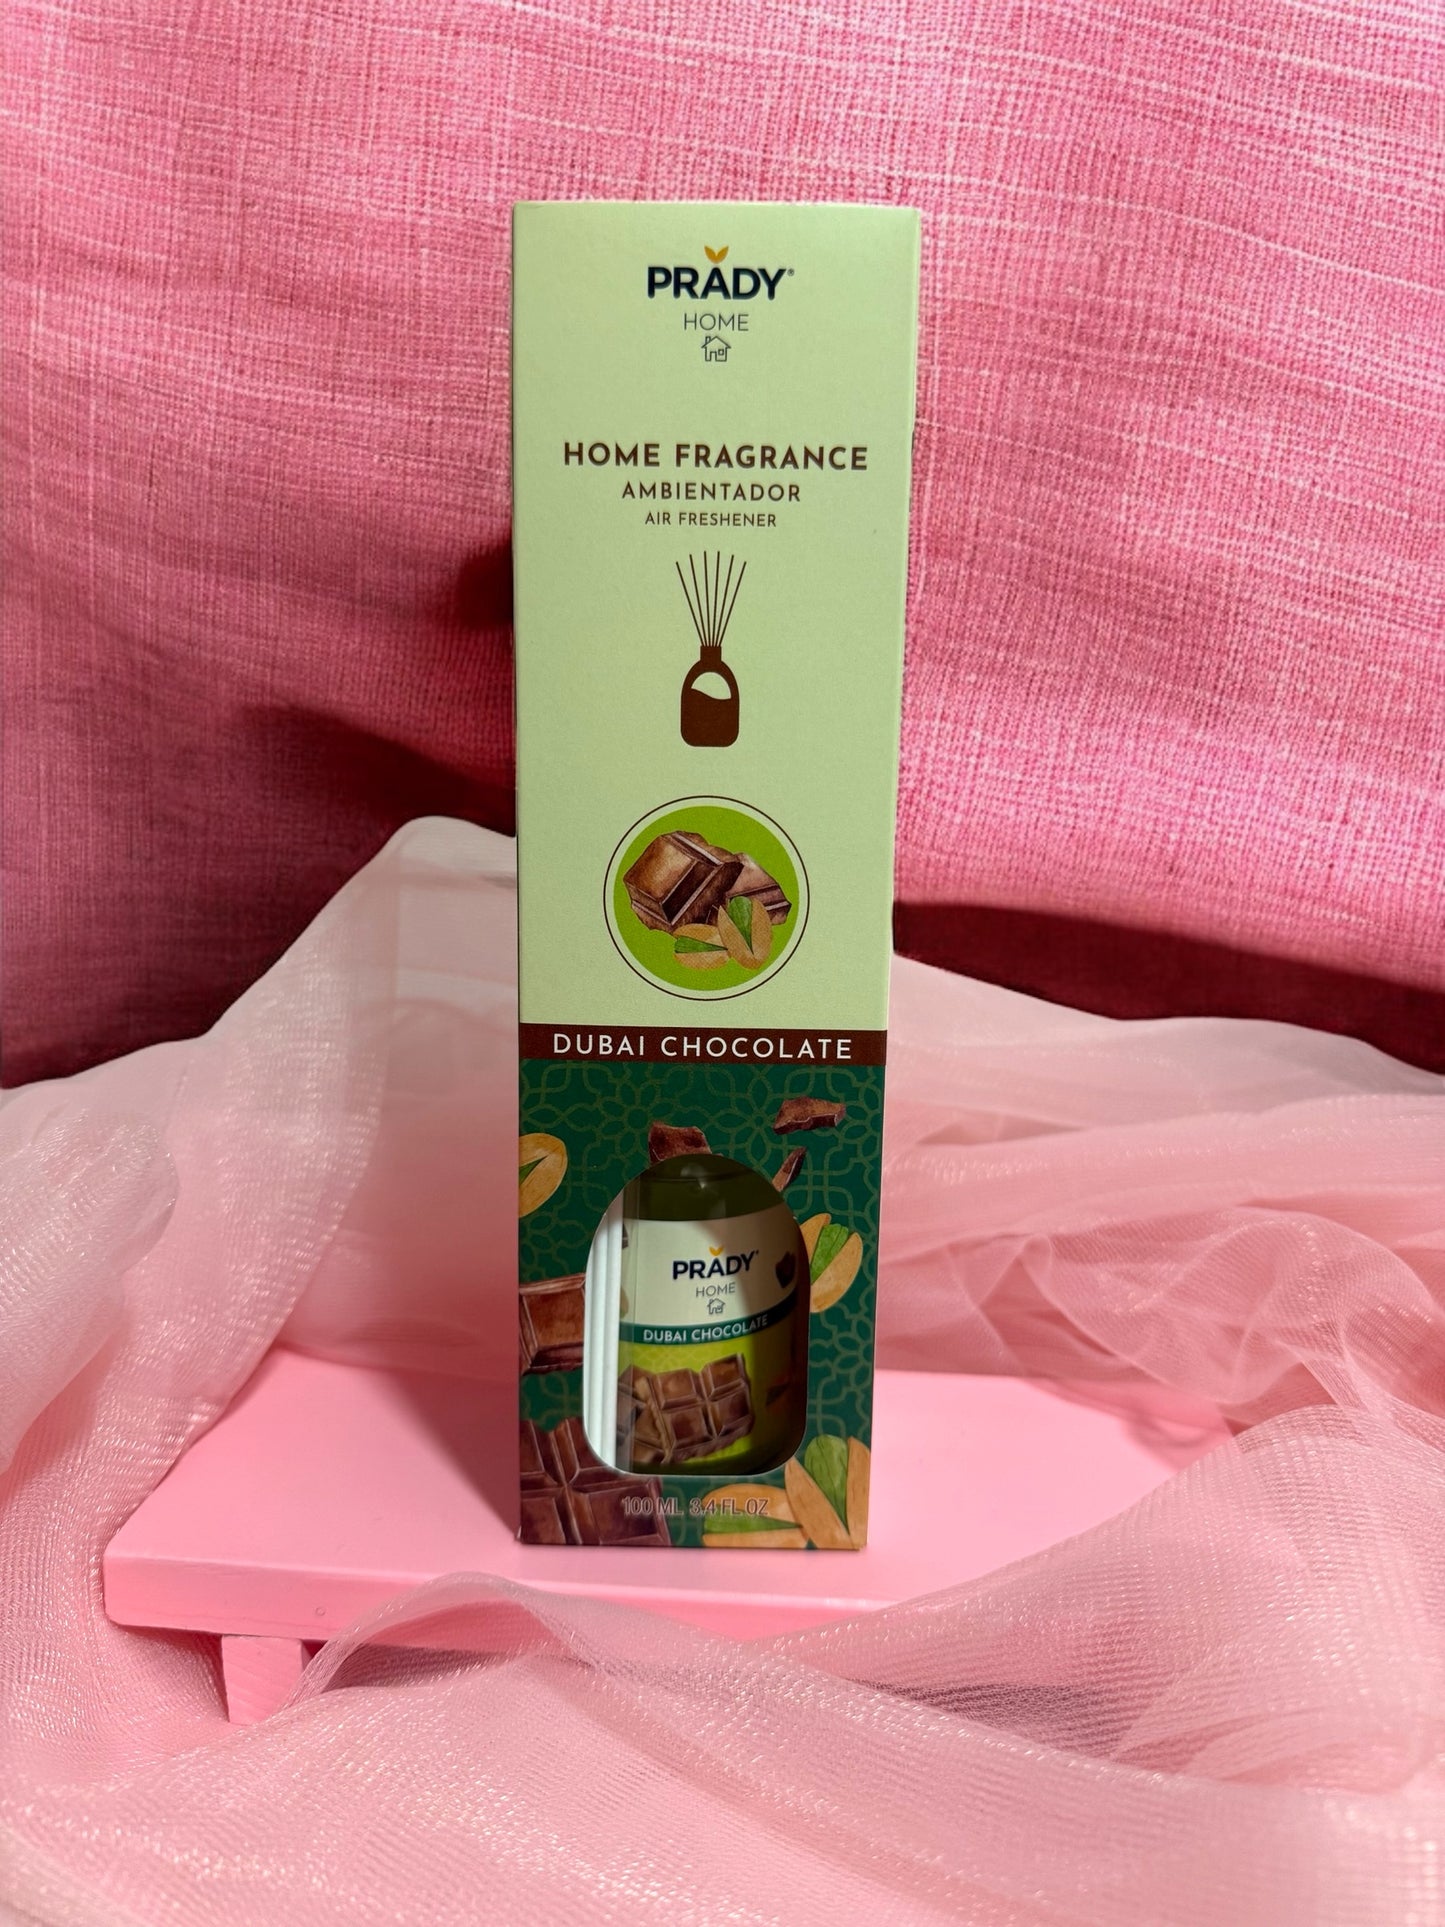 PRADY®
HOME
HOME FRAGRANCE
AMBIENTADOR
AIR FRESHENER
DUBAI CHOCOLATE
PRADY®
HOME
DUBAI CHOCOLATE
100 ML 3.4 FL OZ